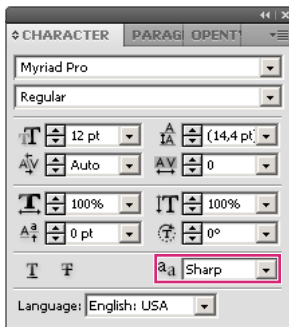 CHARACTER PARAG OPENT
Myriad Pro
Regular
12 pt (14,4 pt)
Auto 0
100% 100%
0 pt 0°
T T aa Sharp
Language: English: USA